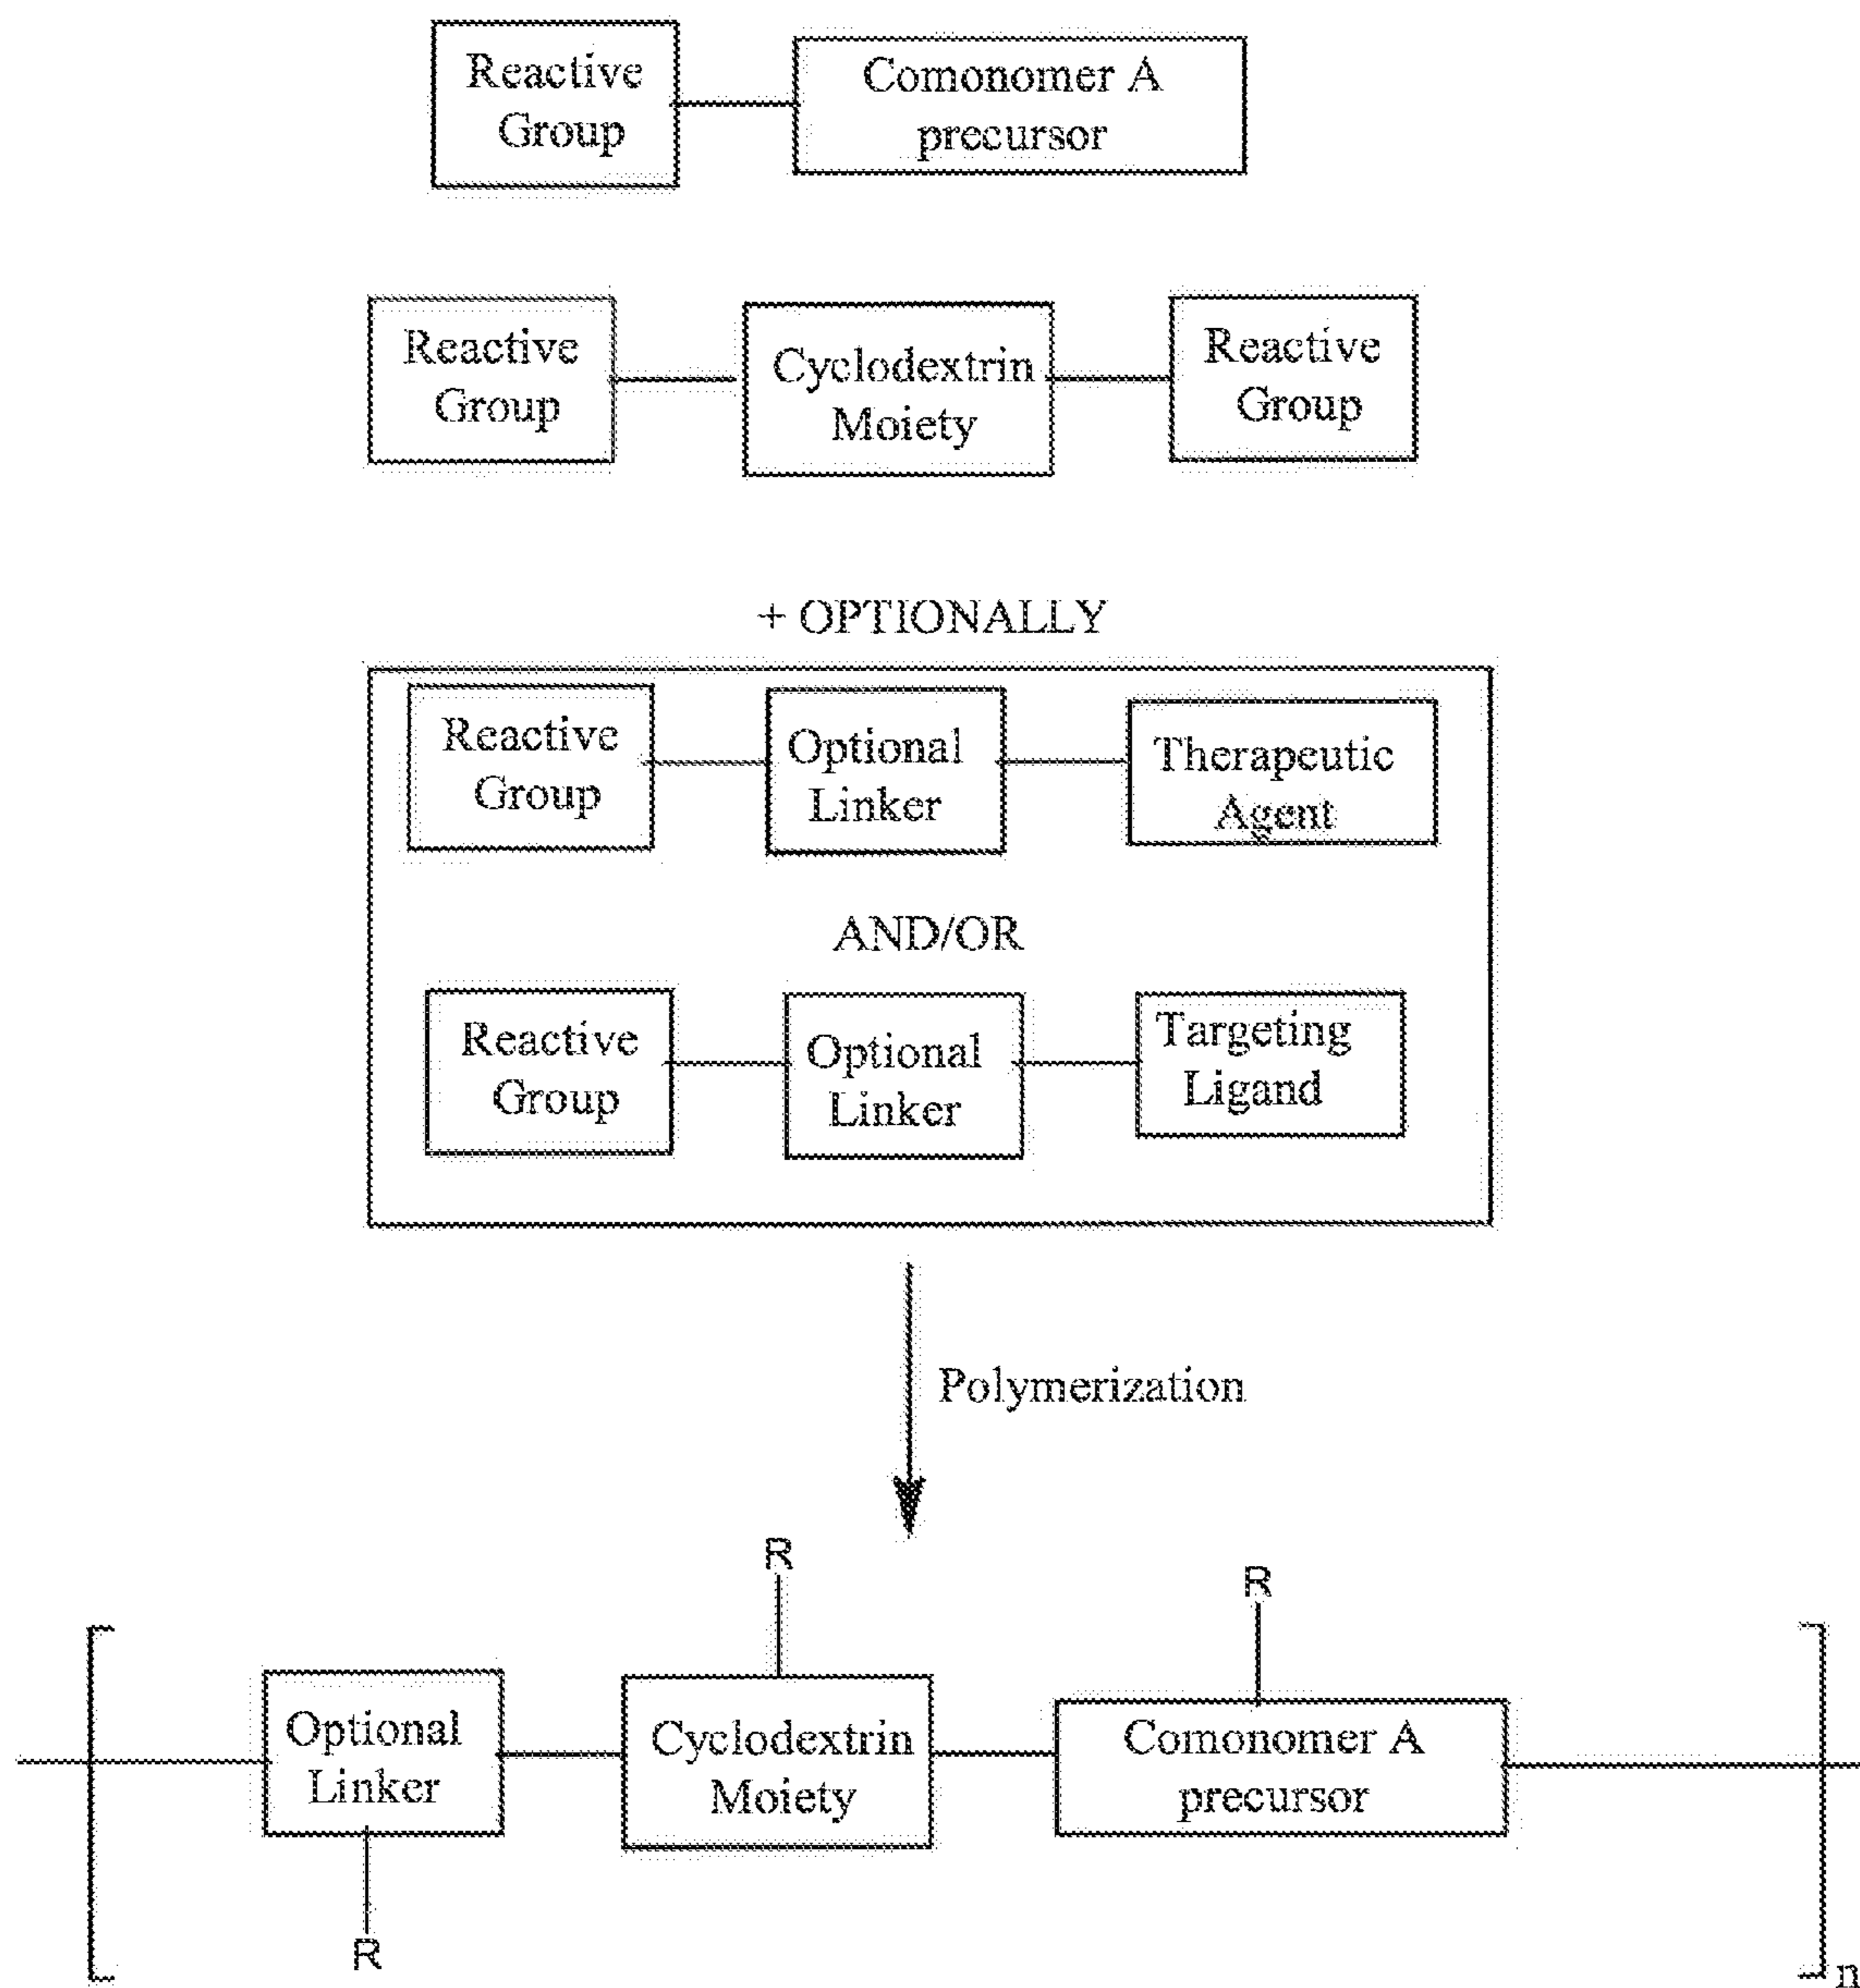 Reactive
Group
Comonomer A
precursor
Reactive
Group
Cyclodextrin
Moiety
Reactive
Group
+ OPTIONALLY
Reactive
Group
Optional
Linker
Therapeutic
Agent
AND/OR
Reactive
Group
Optional
Linker
Targeting
Ligand
Polymerization
R
R
Optional
Linker
Cyclodextrin
Moiety
Comonomer A
precursor
R
n